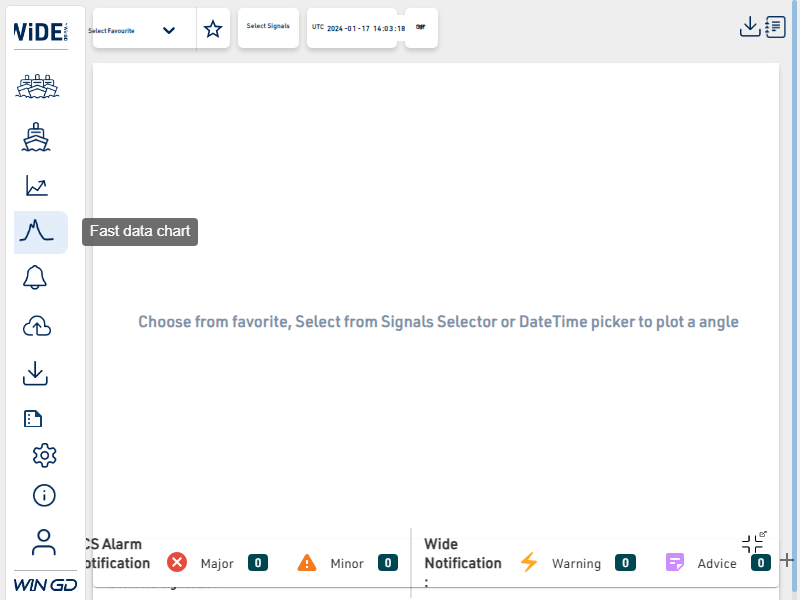 WiDE
Select Favourite
Select Signals
UTC 2024-01-17 14:03:18
Fast data chart
Choose from favorite, Select from Signals Selector or DateTime picker to plot a angle
CS Alarm
otification
Major 0
Minor 0
Wide
Notification
:
Warning 0
Advice 0
WIN GD